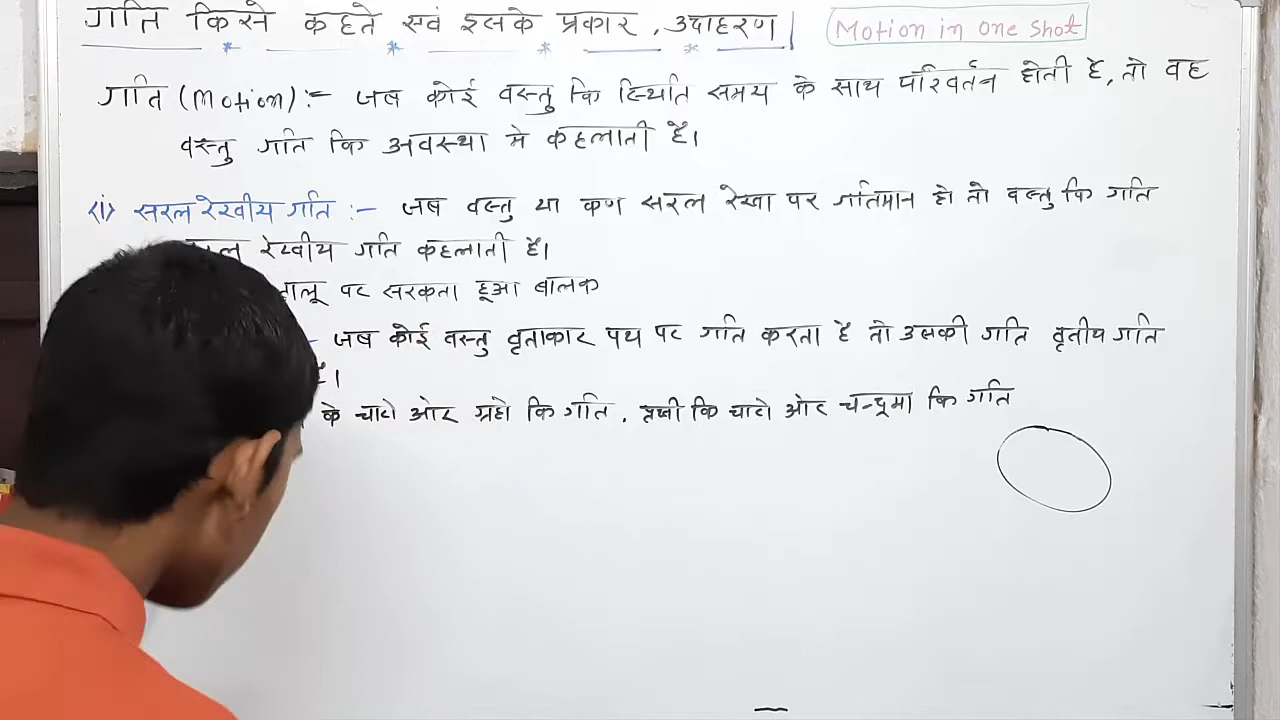 गति किसे कहते एवं इसके प्रकार, उदाहरण |
Motion in one shot
गति (Motion) :- जब कोई वस्तु कि स्थिति समय के साथ परिवर्तन होती है, तो वह
वस्तु गति कि अवस्था मे कहलाती है।
(i) सरल रेखीय गति :- जब वस्तु या कण सरल रेखा पर गतिमान हो तो वस्तु कि गति
रेखीय गति कहलाती है।
ढालू पर सरकता हूआ बालक
- जब कोई वस्तु वृताकार पथ पर गति करता है तो उसकी गति वृतीय गति
है।
के चारो ओर ग्रहो कि गति, पृथ्वी कि चारो ओर चन्द्रमा कि गति